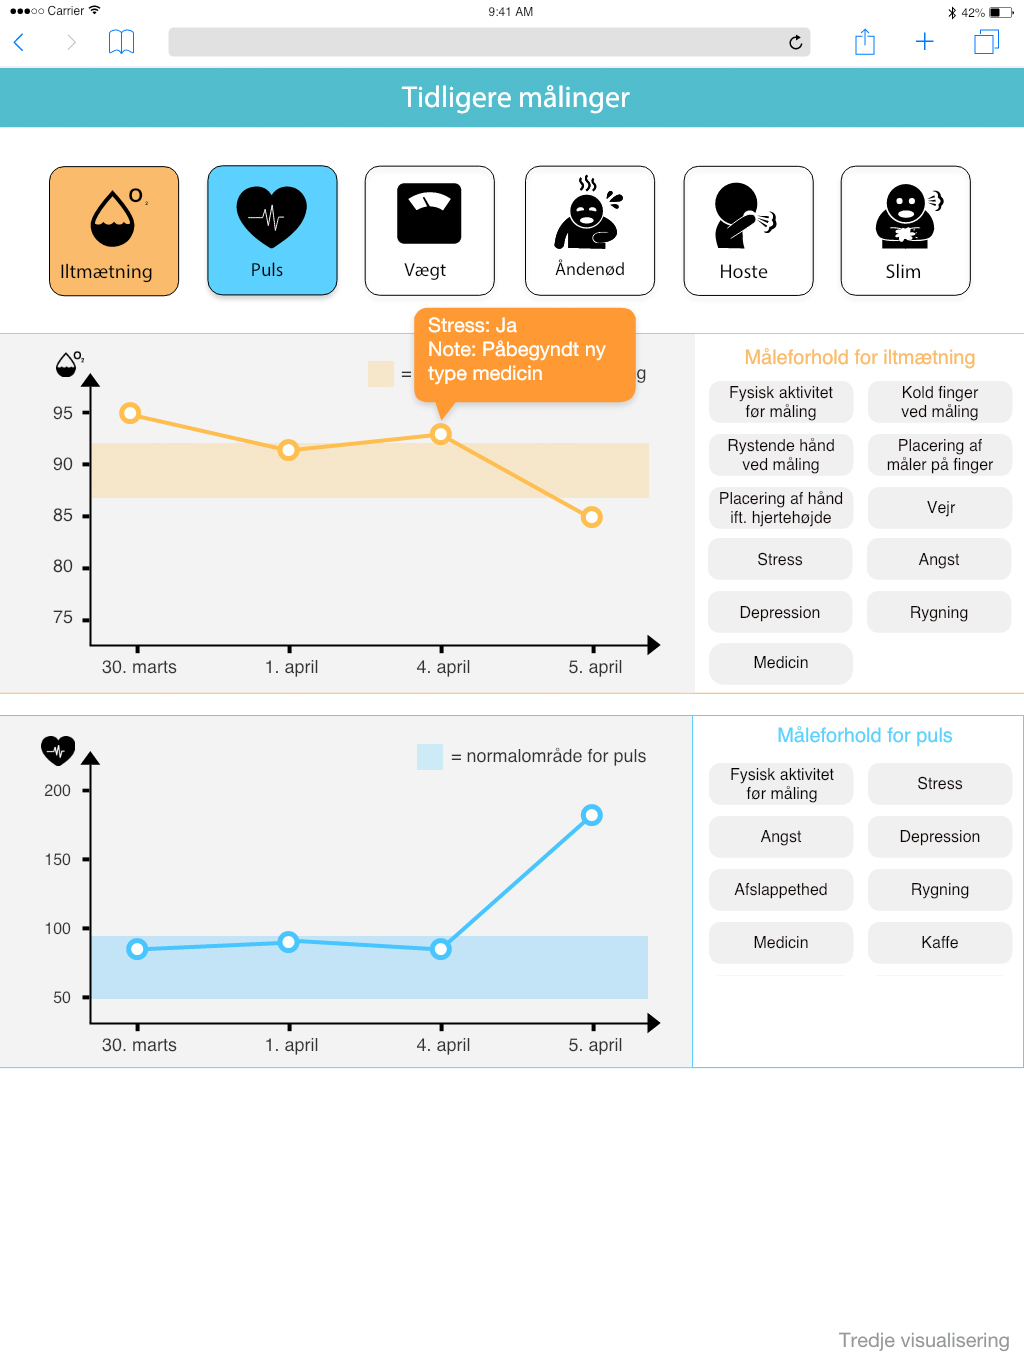 Carrier
9:41 AM
42%
Tidligere målinger
Iltmætning
O₂
Puls
Vægt
Åndenød
Hoste
Slim
Stress: Ja
Note: Påbegyndt ny
type medicin
O₂
=
g
95
90
85
80
75
30. marts
1. april
4. april
5. april
Måleforhold for iltmætning
Fysisk aktivitet
før måling
Kold finger
ved måling
Rystende hånd
ved måling
Placering af
måler på finger
Placering af hånd
ift. hjertehøjde
Vejr
Stress
Angst
Depression
Rygning
Medicin
= normalområde for puls
200
150
100
50
30. marts
1. april
4. april
5. april
Måleforhold for puls
Fysisk aktivitet
før måling
Stress
Angst
Depression
Afslappethed
Rygning
Medicin
Kaffe
Tredje visualisering